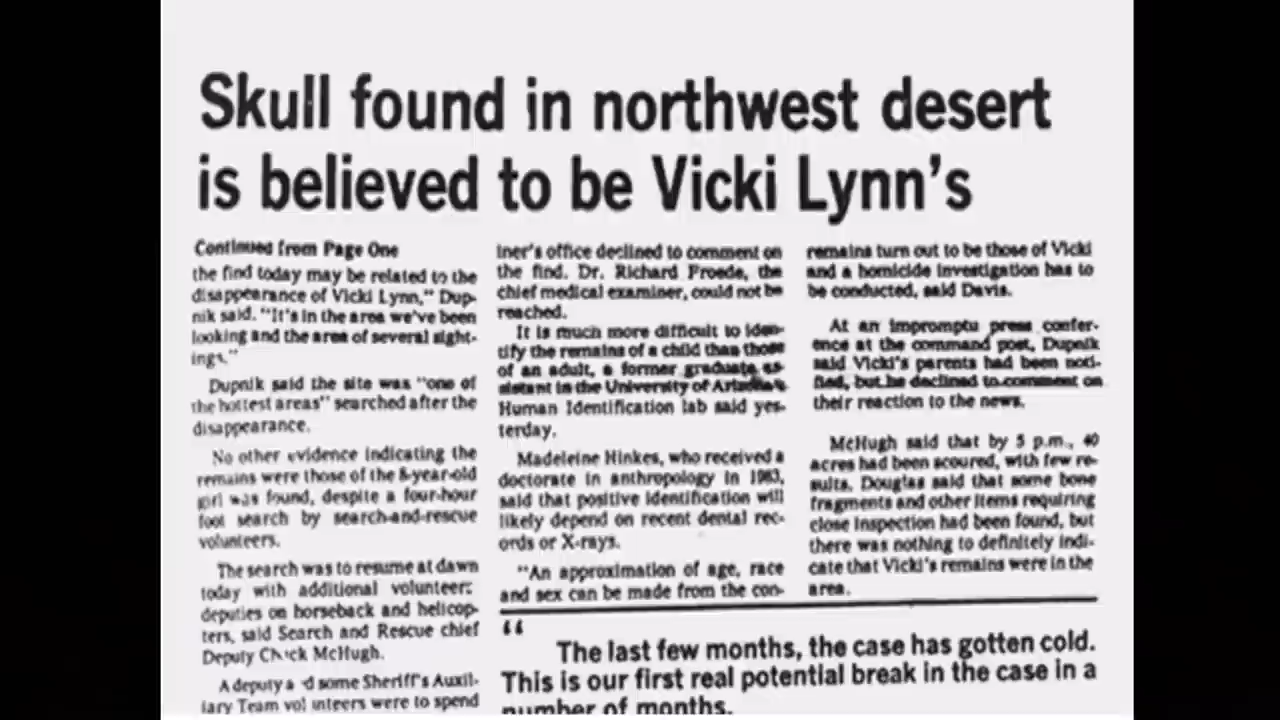 Skull found in northwest desert
is believed to be Vicki Lynn's
Continued from Page One
the find today may be related to the
disappearance of Vicki Lynn," Dup-
nik said. "It's in the area we've been
looking and the area of several sight-
ings."
Dupnik said the site was "one of
the hottest areas" searched after the
disappearance.
No other evidence indicating the
remains were those of the 8-year-old
girl was found, despite a four-hour
foot search by search-and-rescue
volunteers.
The search was to resume at dawn
today with additional volunteers
deputies on horseback and helicop-
ters, said Search and Rescue chief
Deputy Chuck McHugh.
A deputy and some Sheriff's Auxil-
iary Team volunteers were to spend
iner's office declined to comment on
the find. Dr. Richard Froede, the
chief medical examiner, could not be
reached.
It is much more difficult to iden-
tify the remains of a child than those
of an adult, a former graduate as-
sistant in the University of Arizona's
Human Identification lab said yes-
terday.
Madeleine Hinkes, who received a
doctorate in anthropology in 1983,
said that positive identification will
likely depend on recent dental rec-
ords or X-rays.
"An approximation of age, race
and sex can be made from the con-
remains turn out to be those of Vicki
and a homicide investigation has to
be conducted, said Davis.
At an impromptu press confer-
ence at the command post, Dupnik
said Vicki's parents had been noti-
fied, but he declined to comment on
their reaction to the news.
McHugh said that by 5 p.m., 40
acres had been scoured, with few re-
sults. Douglas said that some bone
fragments and other items requiring
close inspection had been found, but
there was nothing to definitely indi-
cate that Vicki's remains were in the
area.
"
The last few months, the case has gotten cold.
This is our first real potential break in the case in a
number of months.